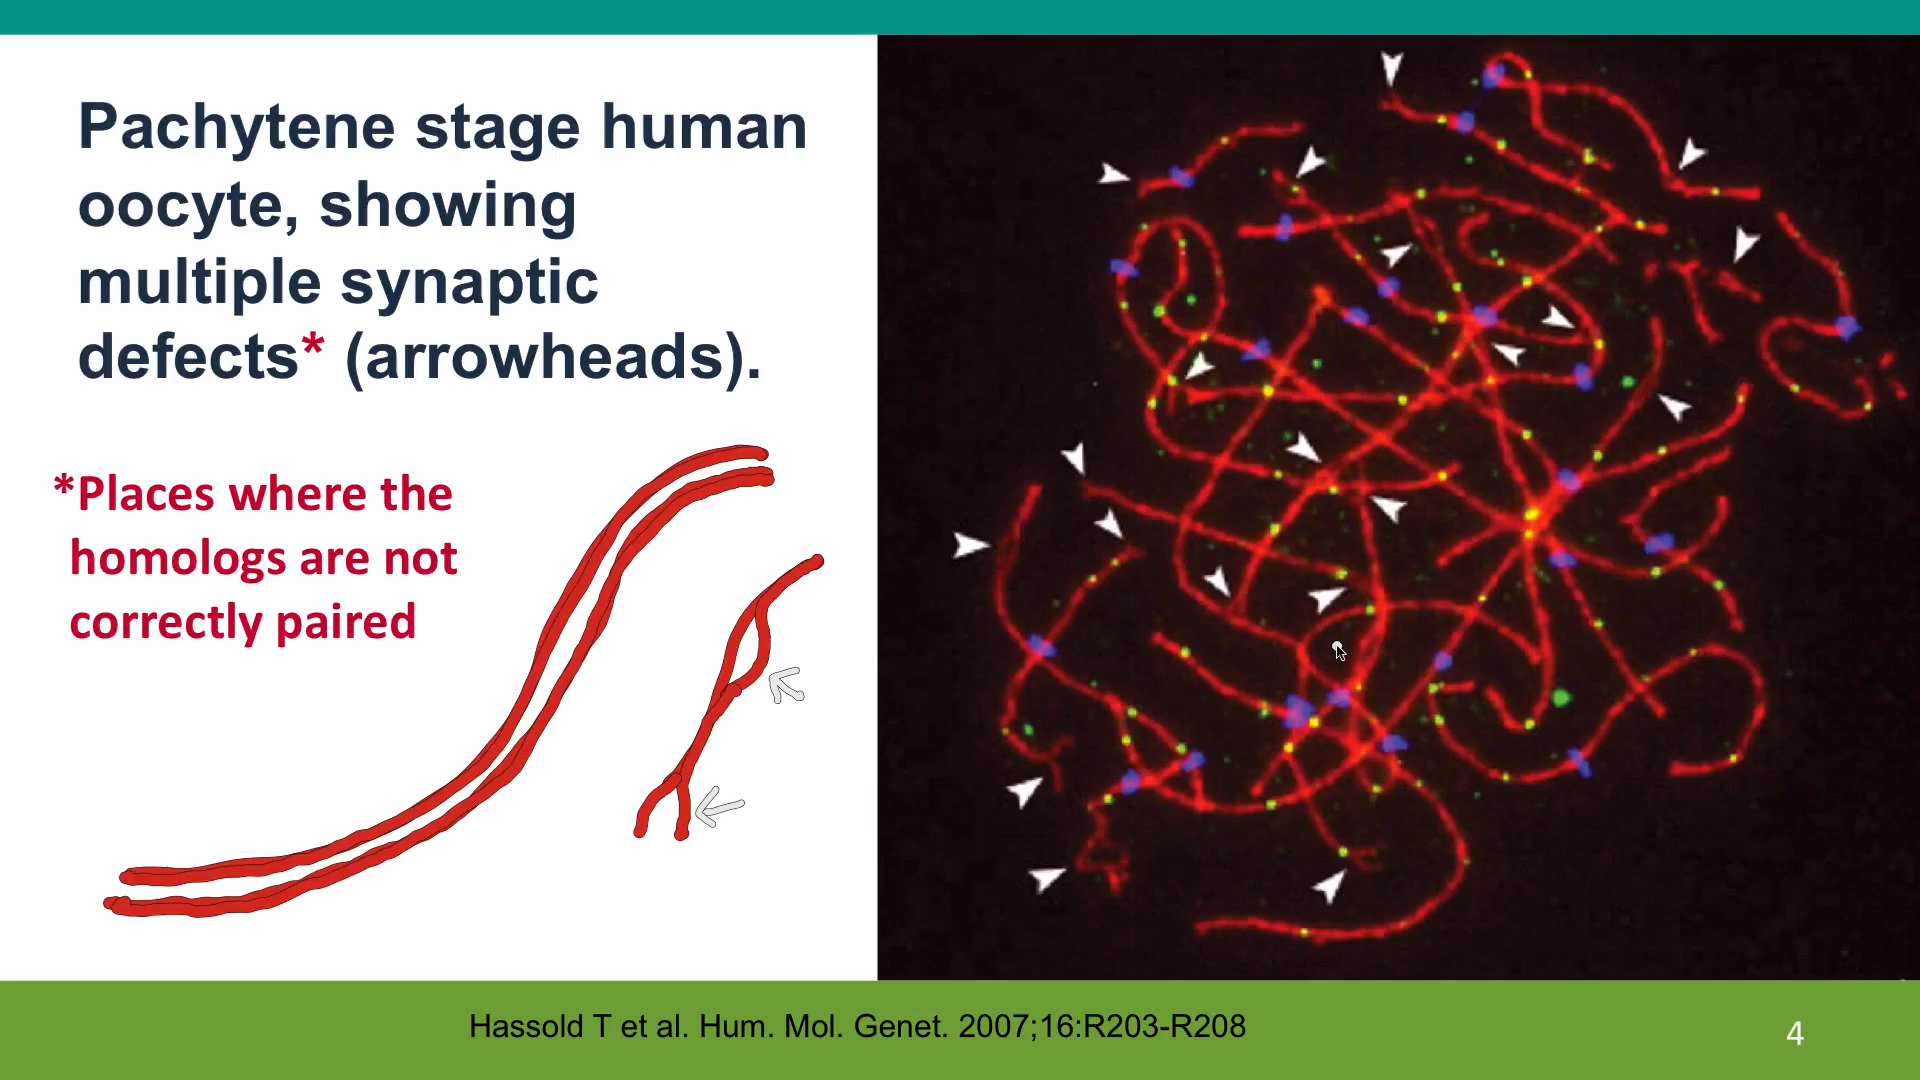 Pachytene stage human
oocyte, showing
multiple synaptic
defects* (arrowheads).
*Places where the
homologs are not
correctly paired
Hassold T et al. Hum. Mol. Genet. 2007;16:R203-R208
4